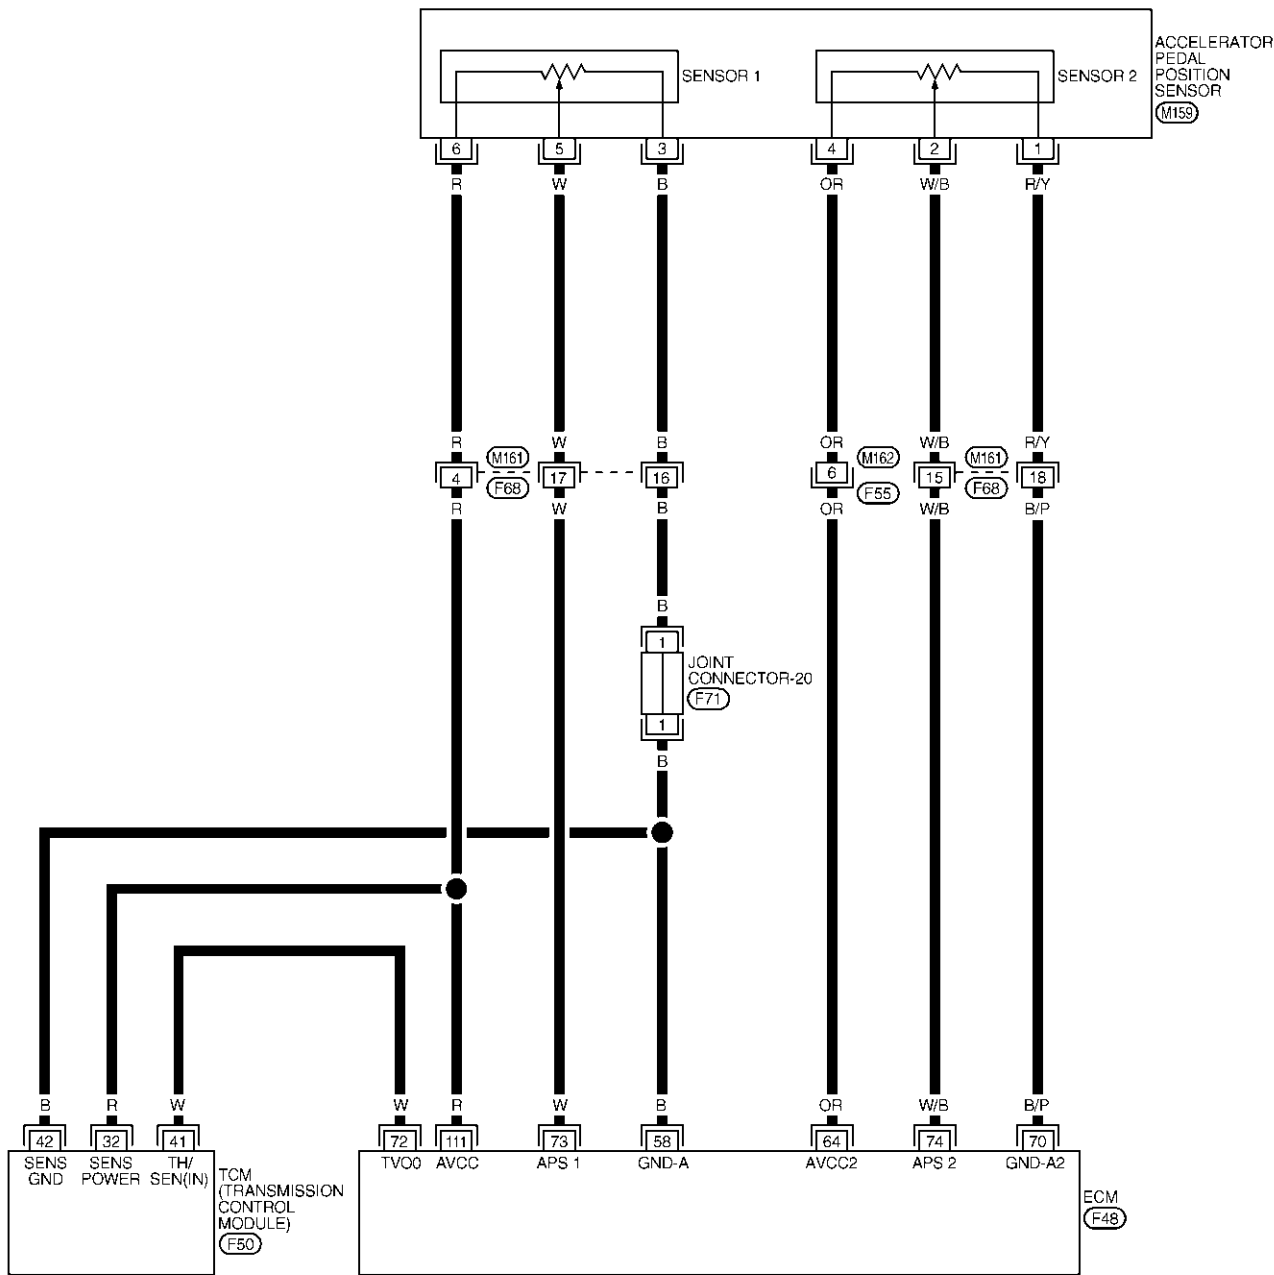 ACCELERATOR
PEDAL
POSITION
SENSOR
M159
SENSOR 1
SENSOR 2
6 5 3 4 2 1
R W B OR W/B R/Y
R W B OR W/B R/Y
M161 M162 M161
4 17 16 6 15 18
F68 F55 F68
R W B OR W/B B/P
B
1
JOINT
CONNECTOR-20
F71
1
B
B R W W R W B OR W/B B/P
42 32 41 72 111 73 58 64 74 70
SENS
GND
SENS
POWER
TH/
SEN(IN)
TVO0 AVCC APS 1 GND-A AVCC2 APS 2 GND-A2
TCM
(TRANSMISSION
CONTROL
MODULE)
F50
ECM
F48